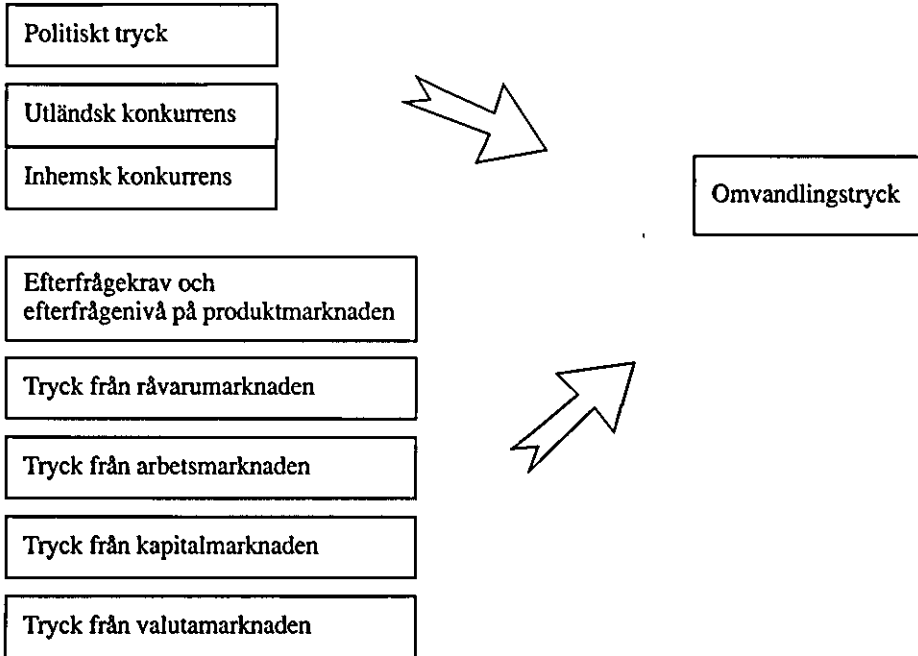 Politiskt tryck
Utländsk konkurrens
Inhemsk konkurrens
Omvandlingstryck
Efterfrågekrav och
efterfrågenivå på produktmarknaden
Tryck från råvarumarknaden
Tryck från arbetsmarknaden
Tryck från kapitalmarknaden
Tryck från valutamarknaden